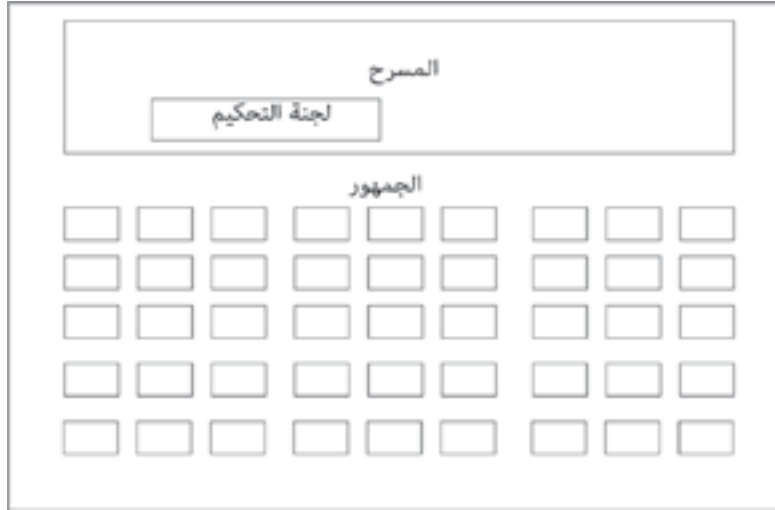 المسرح
لجنة التحكيم
الجمهور